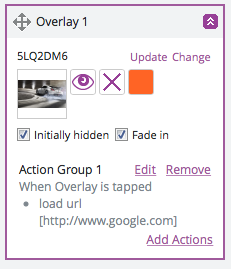 Overlay 1
5LQ2DM6 Update Change
Initially hidden Fade in
Action Group 1 Edit Remove
When Overlay is tapped
• load url
[http://www.google.com]
Add Actions